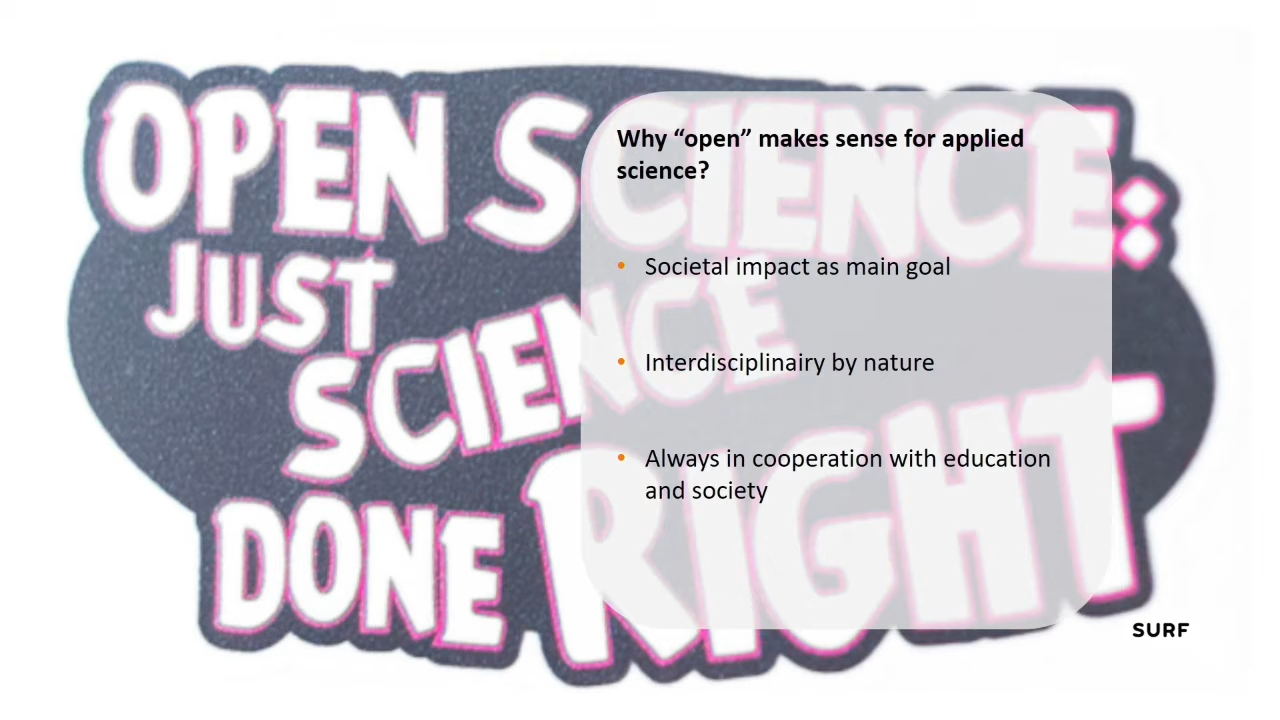 OPEN SCIENCE:
JUST
SCIENCE
DONE RIGHT
Why “open” makes sense for applied
science?
• Societal impact as main goal
• Interdisciplinairy by nature
• Always in cooperation with education
and society
SURF